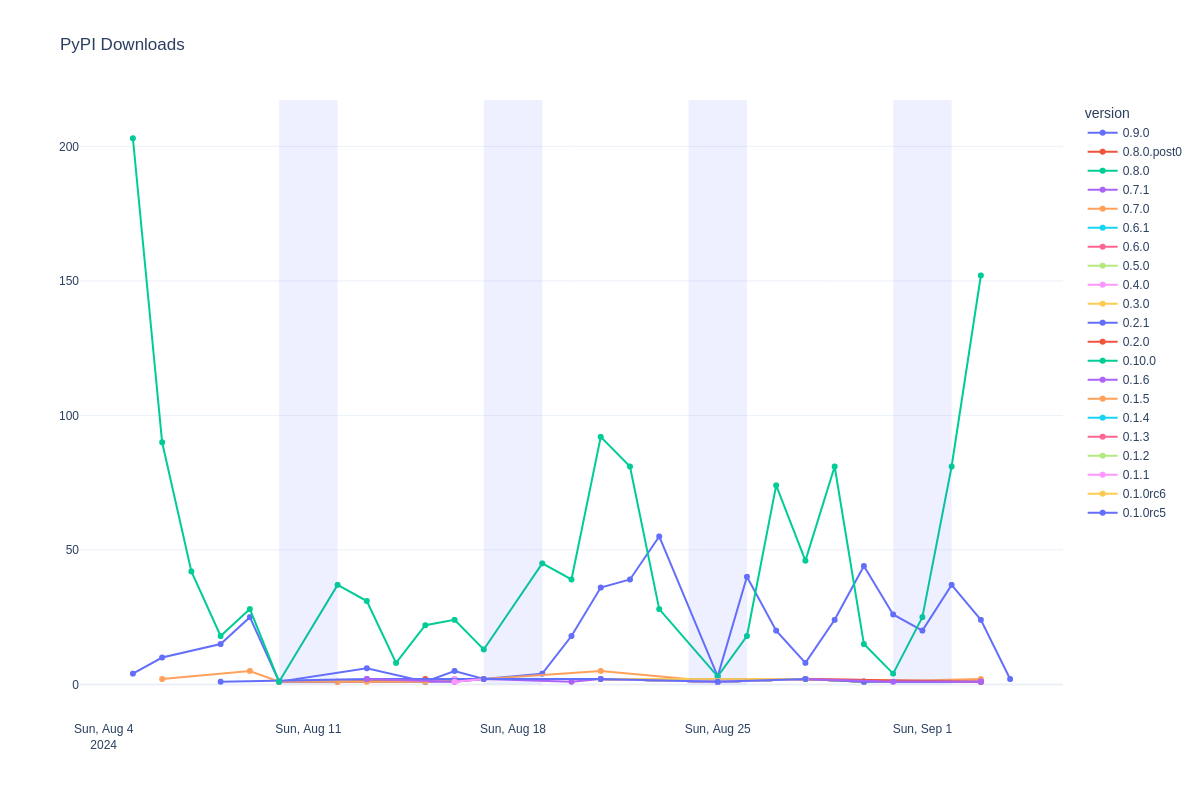 PyPI Downloads
version
0.9.0
0.8.0.post0
0.8.0
0.7.1
0.7.0
0.6.1
0.6.0
0.5.0
0.4.0
0.3.0
0.2.1
0.2.0
0.10.0
0.1.6
0.1.5
0.1.4
0.1.3
0.1.2
0.1.1
0.1.0rc6
0.1.0rc5
200
150
100
50
0
Sun, Aug 4
2024
Sun, Aug 11
Sun, Aug 18
Sun, Aug 25
Sun, Sep 1